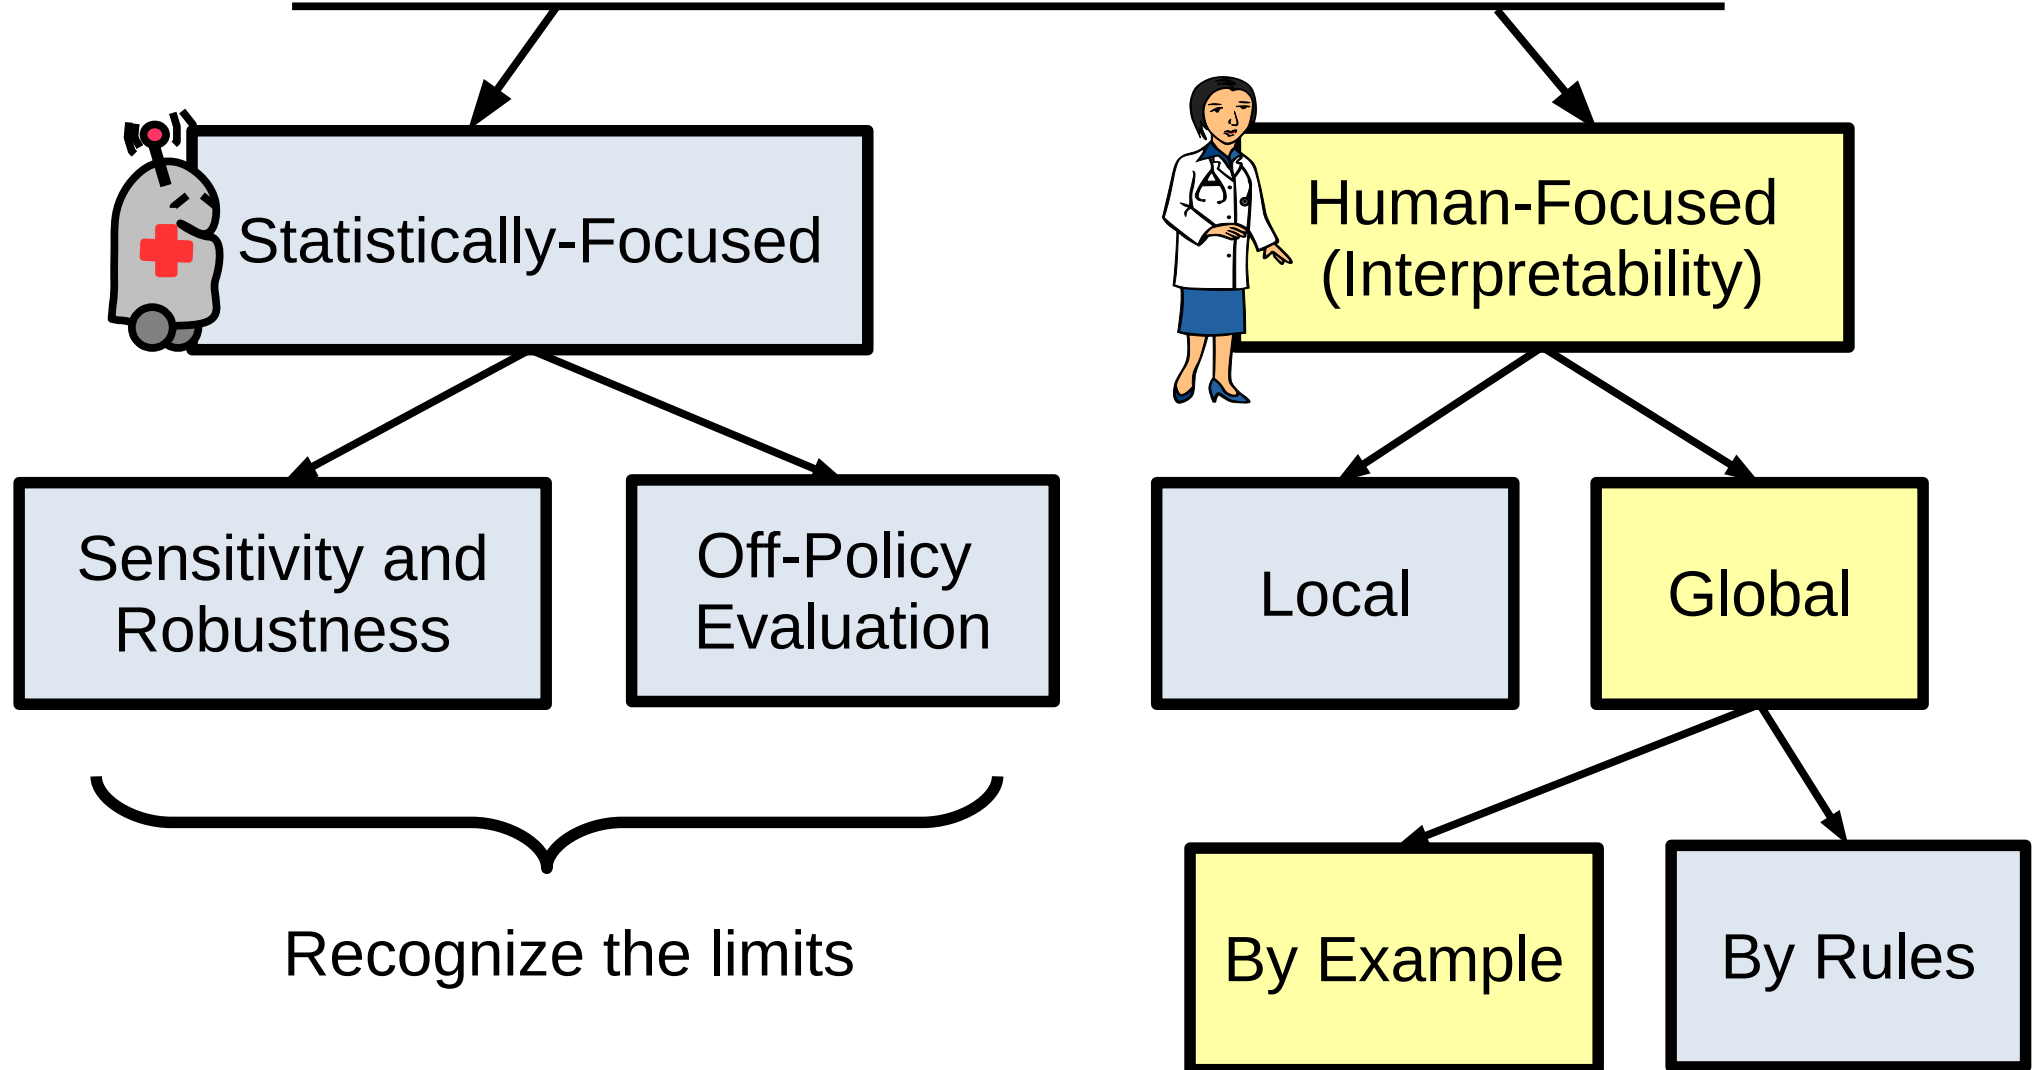 Statistically-Focused
Human-Focused
(Interpretability)
Sensitivity and
Robustness
Off-Policy
Evaluation
Local
Global
Recognize the limits
By Example
By Rules